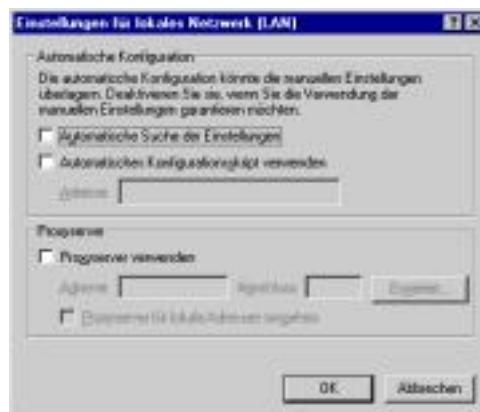 Einstellungen für lokales Netzwerk (LAN)
Automatische Konfiguration
Die automatische Konfiguration könnte die manuellen Einstellungen
überlagern. Deaktivieren Sie sie, wenn Sie die Verwendung der
manuellen Einstellungen garantieren möchten.
Automatische Suche der Einstellungen
Automatisches Konfigurationsskript verwenden
Adresse
Proxyserver
Proxyserver verwenden
Adresse Anschluss Erweitert...
Proxyserver für lokale Adressen umgehen
OK Abbrechen